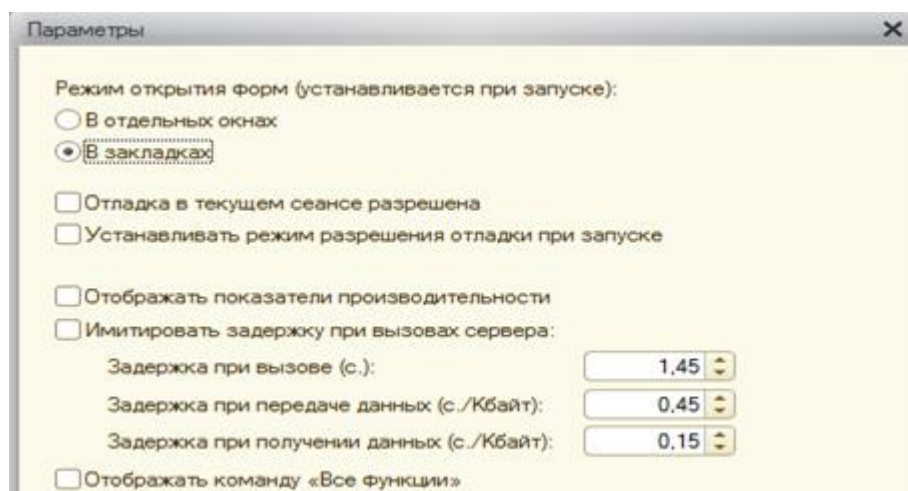 Параметры
Режим открытия форм (устанавливается при запуске):
В отдельных окнах
В закладках
Отладка в текущем сеансе разрешена
Устанавливать режим разрешения отладки при запуске
Отображать показатели производительности
Имитировать задержку при вызовах сервера:
Задержка при вызове (с.): 1,45
Задержка при передаче данных (с./Кбайт): 0,45
Задержка при получении данных (с./Кбайт): 0,15
Отображать команду «Все функции»